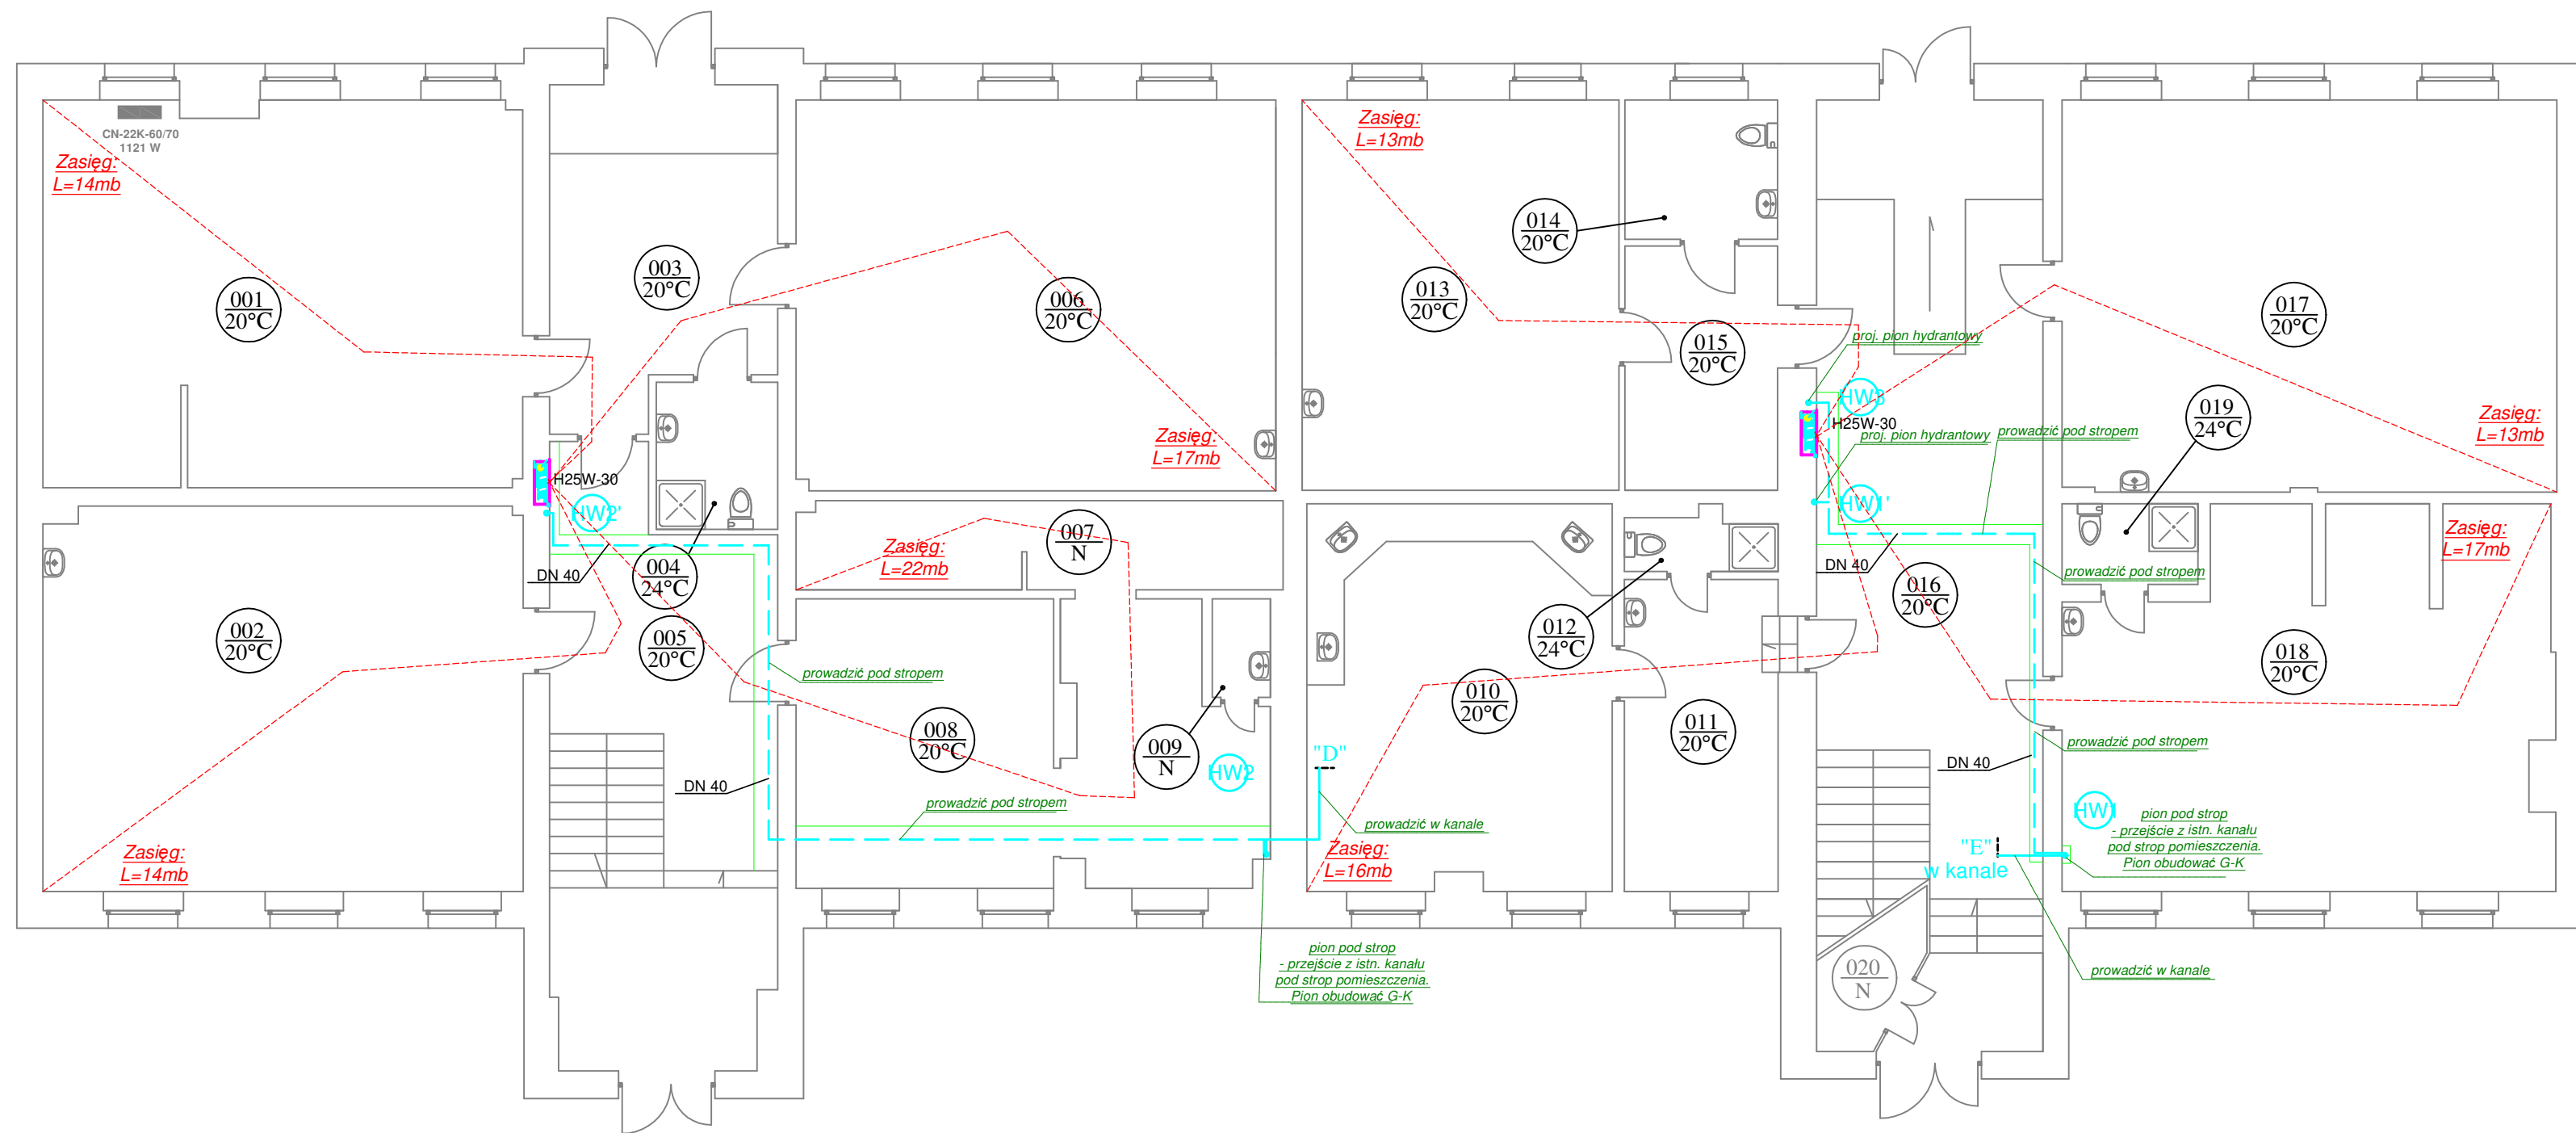 CN-22K-60/70
1121 W
Zasięg:
L=14mb
001
20°C
003
20°C
006
20°C
Zasięg:
L=17mb
Zasięg:
L=13mb
013
20°C
014
20°C
015
20°C
proj. pion hydrantowy
HW3
H25W-30
proj. pion hydrantowy
prowadzić pod stropem
HW1'
017
20°C
019
24°C
Zasięg:
L=13mb
H25W-30
HW2'
DN 40
004
24°C
005
20°C
002
20°C
Zasięg:
L=14mb
Zasięg:
L=22mb
007
N
prowadzić pod stropem
008
20°C
009
N
HW2
DN 40
prowadzić pod stropem
"D"
prowadzić w kanale
Zasięg:
L=16mb
010
20°C
012
24°C
011
20°C
DN 40
016
20°C
prowadzić pod stropem
Zasięg:
L=17mb
018
20°C
prowadzić pod stropem
DN 40
HW1
"E"
w kanale
pion pod strop
- przejście z istn. kanału
pod strop pomieszczenia.
Pion obudować G-K
pion pod strop
- przejście z istn. kanału
pod strop pomieszczenia.
Pion obudować G-K
020
N
prowadzić w kanale